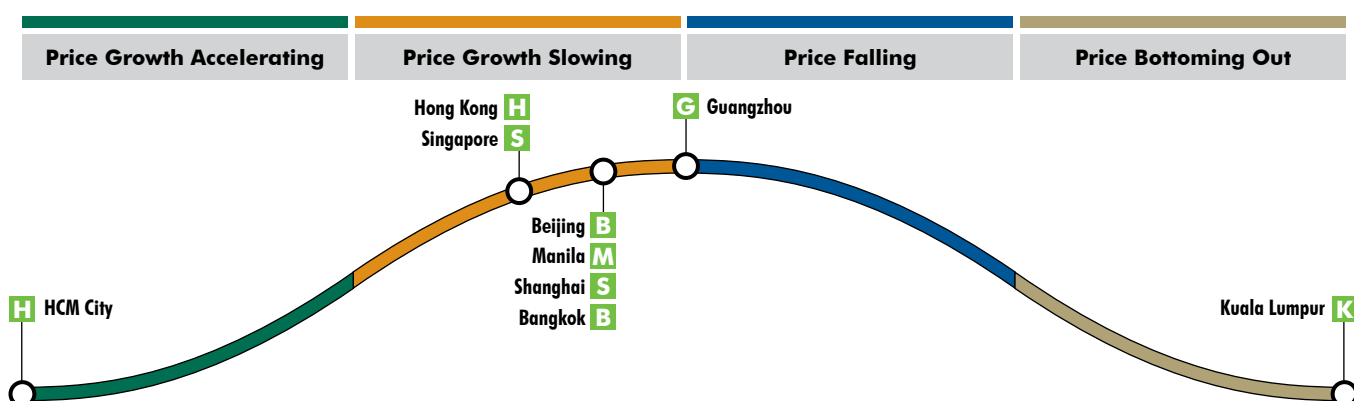 Price Growth Accelerating
Price Growth Slowing
Price Falling
Price Bottoming Out
Hong Kong H
Singapore S
G Guangzhou
Beijing B
Manila M
Shanghai S
Bangkok B
H HCM City
Kuala Lumpur K